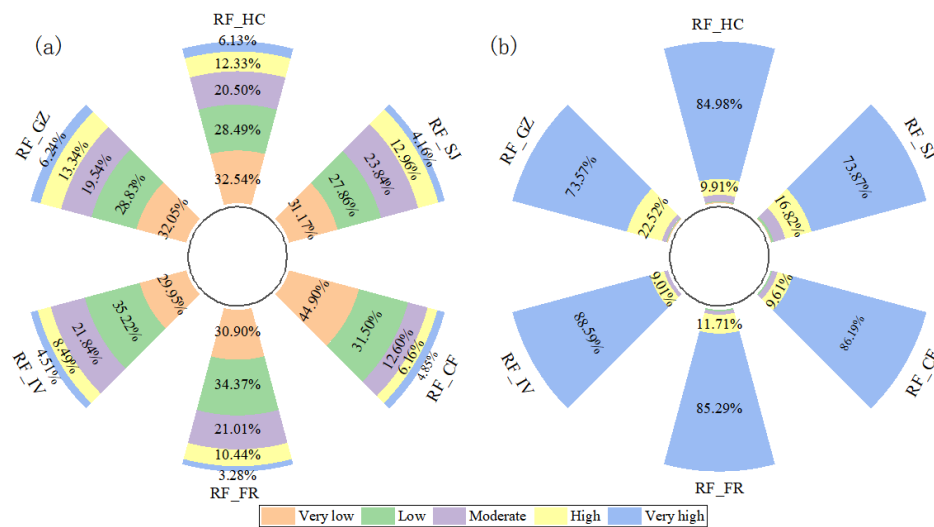 (a)
RF_HC
6.13%
12.33%
20.50%
28.49%
32.54%
RF_SJ
4.16%
12.96%
23.84%
27.86%
31.17%
RF_CF
4.85%
6.16%
12.60%
31.50%
44.90%
30.90%
34.37%
21.01%
10.44%
3.28%
RF_FR
RF_IV
4.51%
8.49%
21.84%
35.22%
29.95%
RF_GZ
6.24%
13.34%
19.54%
28.83%
32.05%
(b)
RF_HC
84.98%
9.91%
RF_SJ
73.87%
16.82%
RF_CF
86.19%
9.61%
11.71%
85.29%
RF_FR
RF_IV
88.59%
9.01%
RF_GZ
73.57%
22.52%
Very low Low Moderate High Very high